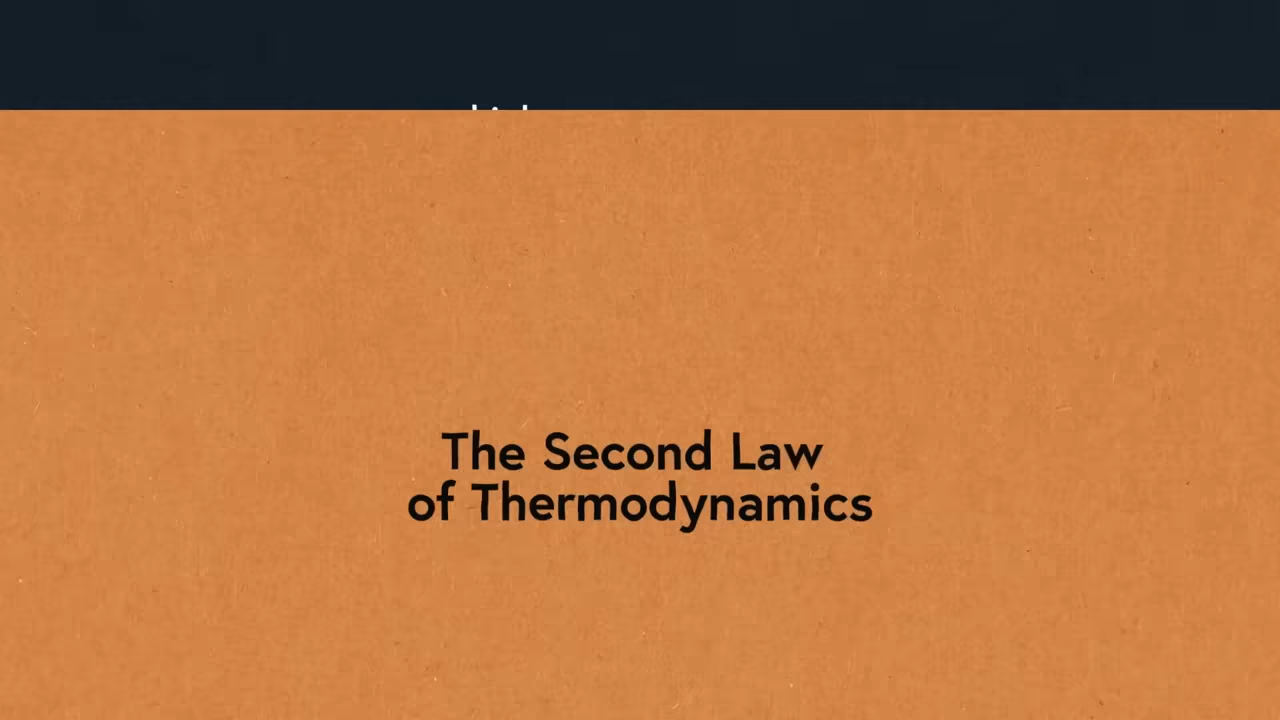 The Second Law
of Thermodynamics